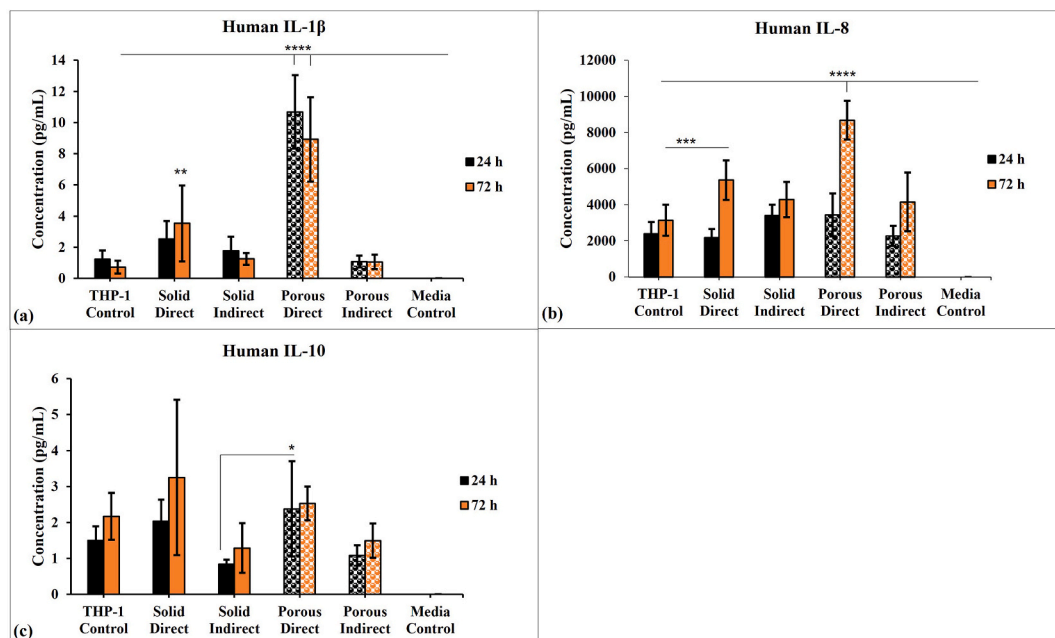 Human IL-1β
****
**
Concentration (pg/mL)
14
12
10
8
6
4
2
0
24 h
72 h
THP-1 Control
Solid Direct
Solid Indirect
Porous Direct
Porous Indirect
Media Control
(a)
Human IL-8
****
***
Concentration (pg/mL)
12000
10000
8000
6000
4000
2000
0
24 h
72 h
THP-1 Control
Solid Direct
Solid Indirect
Porous Direct
Porous Indirect
Media Control
(b)
Human IL-10
*
Concentration (pg/mL)
6
5
4
3
2
1
0
24 h
72 h
THP-1 Control
Solid Direct
Solid Indirect
Porous Direct
Porous Indirect
Media Control
(c)